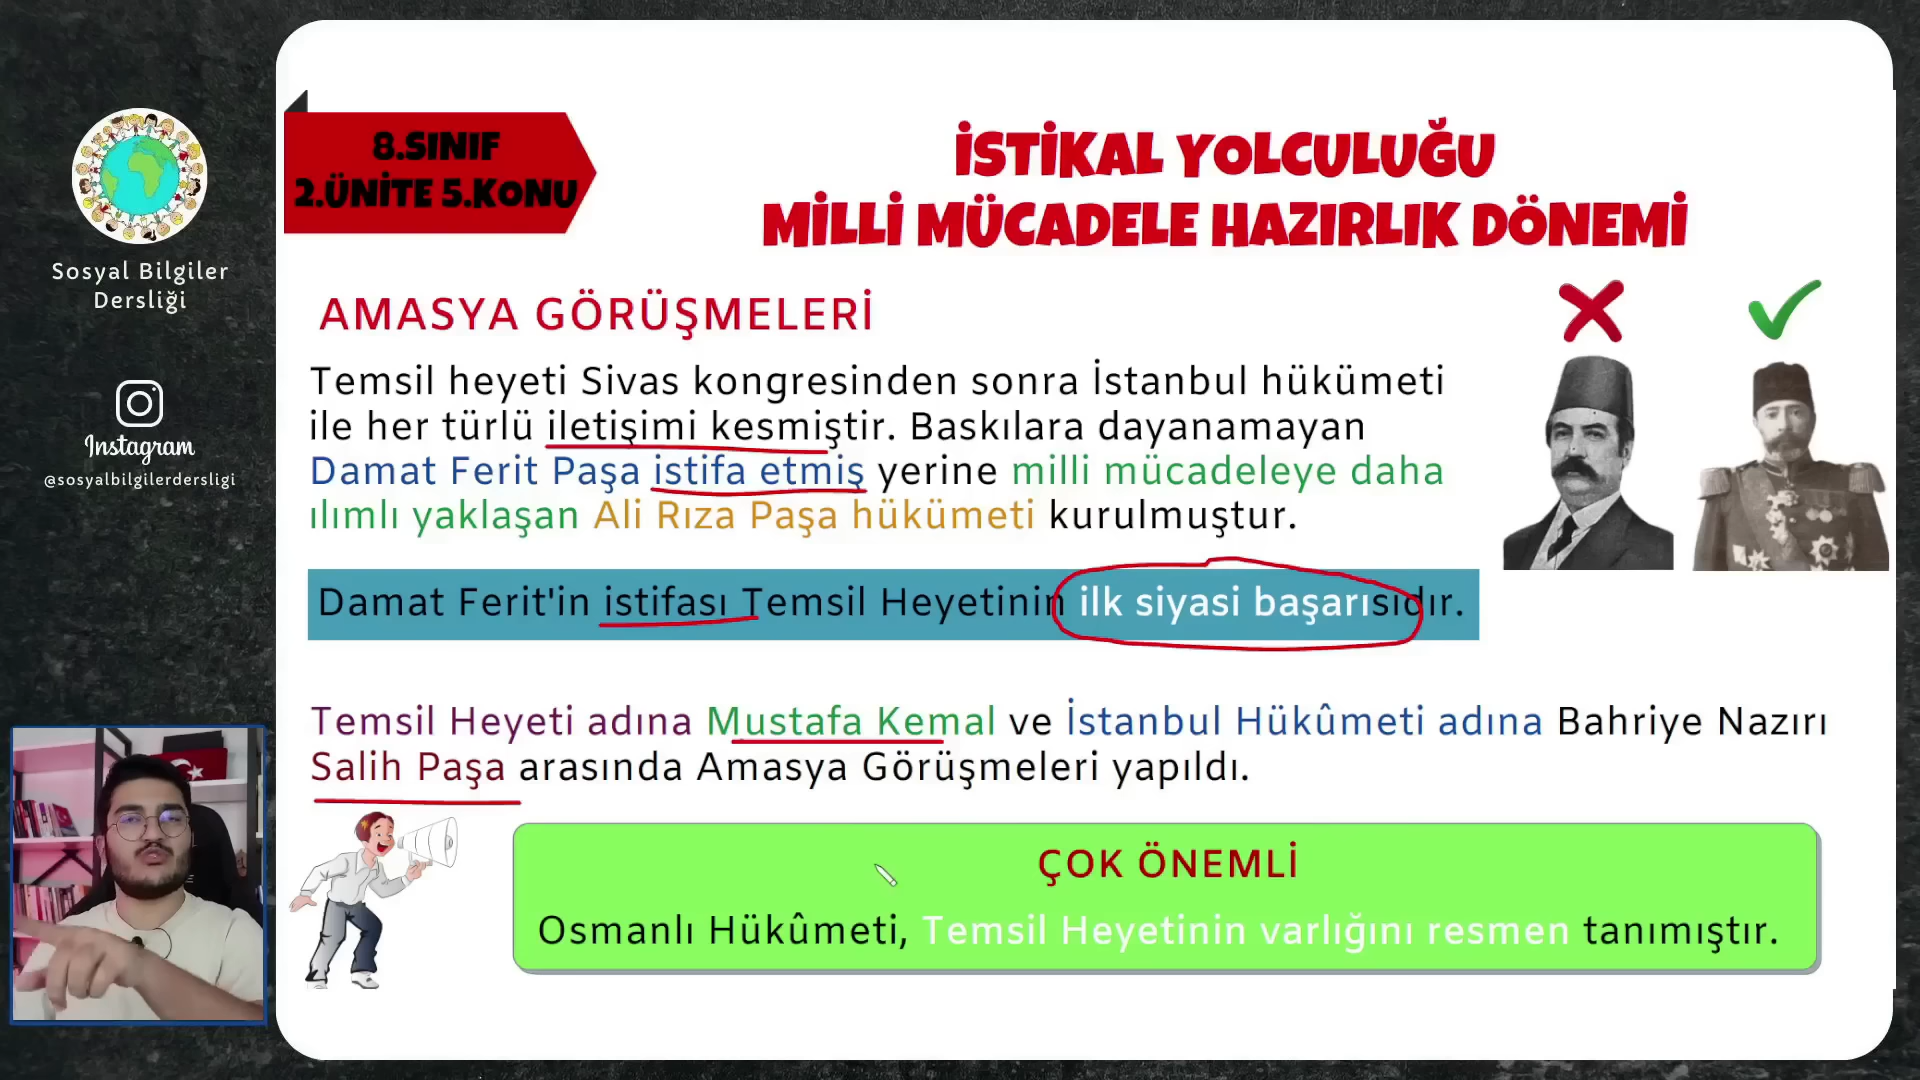 8.SINIF
2.ÜNİTE 5.KONU
İSTİKAL YOLCULUĞU
MİLLİ MÜCADELE HAZIRLIK DÖNEMİ
Sosyal Bilgiler
Dersliği
Instagram
@sosyalbilgilerdersligi
AMASYA GÖRÜŞMELERİ
Temsil heyeti Sivas kongresinden sonra İstanbul hükümeti
ile her türlü iletişimi kesmiştir. Baskılara dayanamayan
Damat Ferit Paşa istifa etmiş yerine milli mücadeleye daha
ılımlı yaklaşan Ali Rıza Paşa hükümeti kurulmuştur.
Damat Ferit'in istifası Temsil Heyetinin ilk siyasi başarısıdır.
Temsil Heyeti adına Mustafa Kemal ve İstanbul Hükûmeti adına Bahriye Nazırı
Salih Paşa arasında Amasya Görüşmeleri yapıldı.
ÇOK ÖNEMLİ
Osmanlı Hükûmeti, Temsil Heyetinin varlığını resmen tanımıştır.